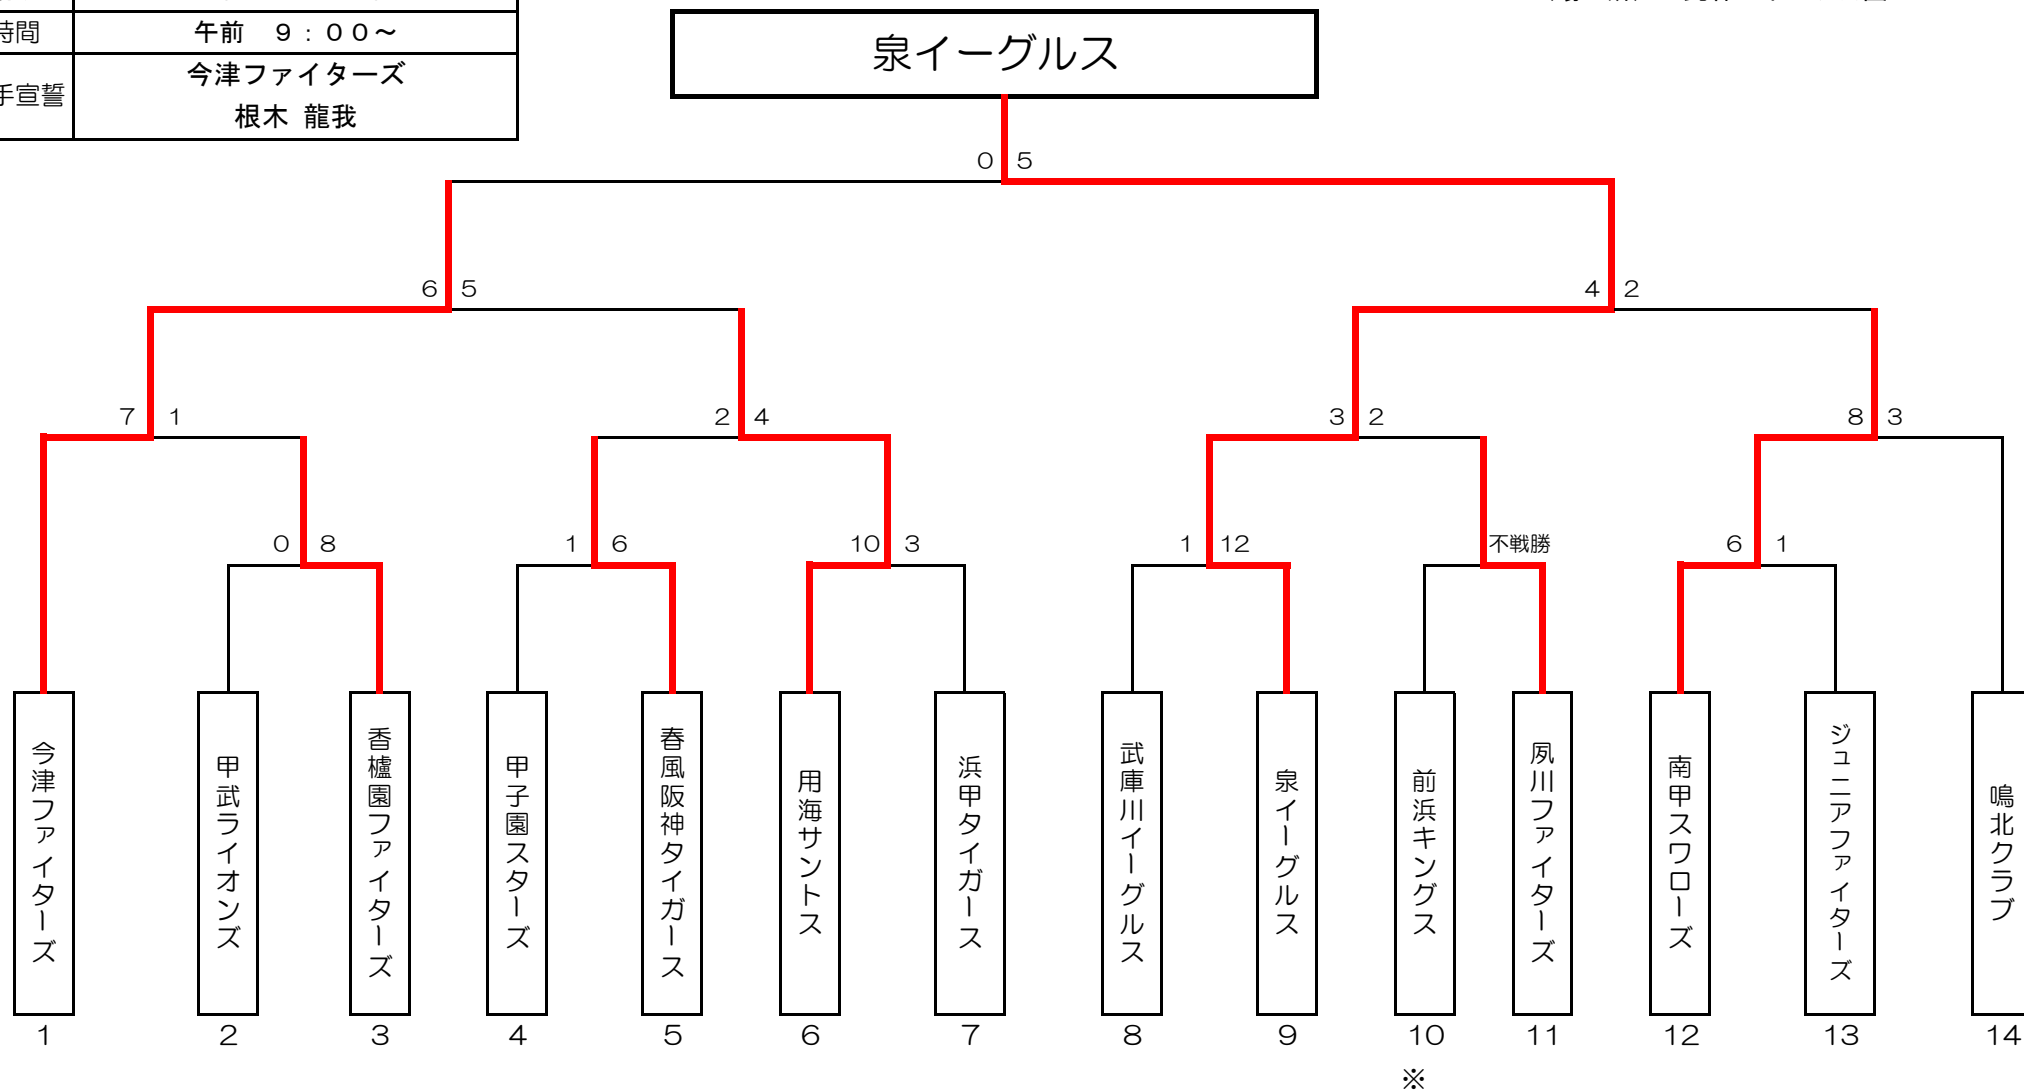 時間
午前　９：００～
手宣誓
今津ファイターズ
根木 龍我
泉イーグルス
0 5
6 5
4 2
7 1
2 4
3 2
8 3
0 8
1 6
10 3
1 12
不戦勝
6 1
今津ファイターズ
甲武ライオンズ
香櫨園ファイターズ
甲子園スターズ
春風阪神タイガース
用海サントス
浜甲タイガース
武庫川イーグルス
泉イーグルス
前浜キングス
夙川ファイターズ
南甲スワローズ
ジュニアファイターズ
鳴北クラブ
1 2 3 4 5 6 7 8 9 10 11 12 13 14
※